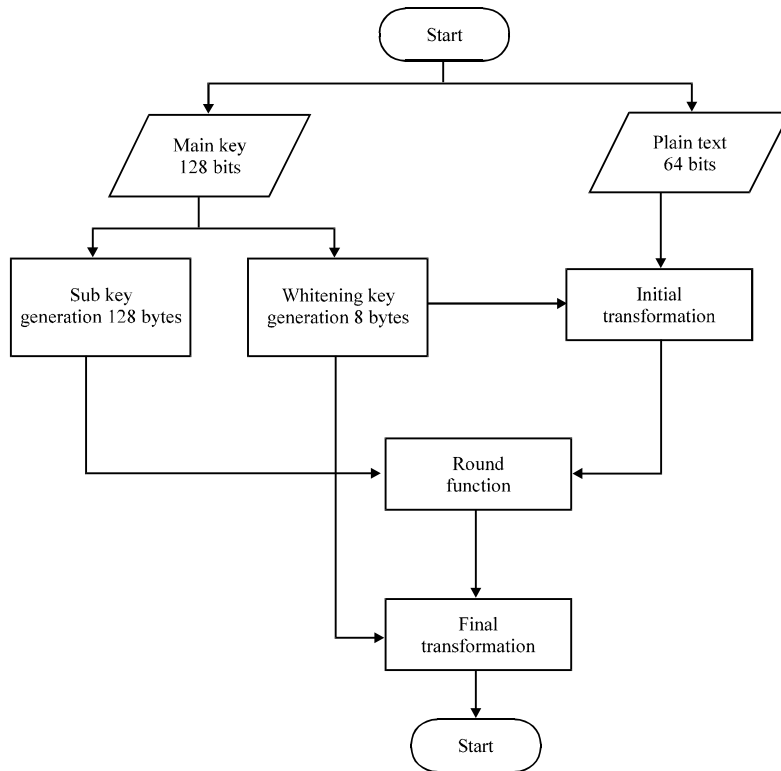 Start
Main key
128 bits
Plain text
64 bits
Sub key
generation 128 bytes
Whitening key
generation 8 bytes
Initial
transformation
Round
function
Final
transformation
Start